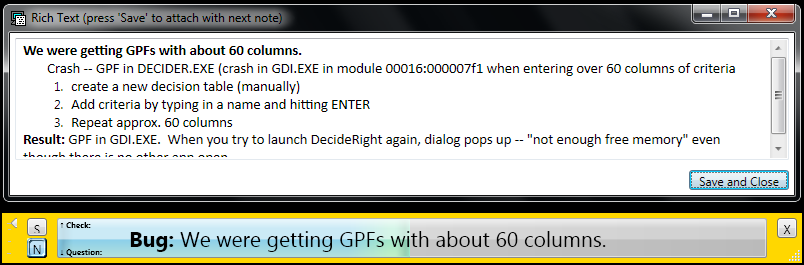 Rich Text (press 'Save' to attach with next note)
X
We were getting GPFs with about 60 columns.
Crash -- GPF in DECIDER.EXE (crash in GDI.EXE in module 00016:000007f1 when entering over 60 columns of criteria
1. create a new decision table (manually)
2. Add criteria by typing in a name and hitting ENTER
3. Repeat approx. 60 columns
Result: GPF in GDI.EXE. When you try to launch DecideRight again, dialog pops up -- "not enough free memory" even
though there is no other app open
Save and Close
S
N
↑ Check:
Bug: We were getting GPFs with about 60 columns.
↓ Question:
X